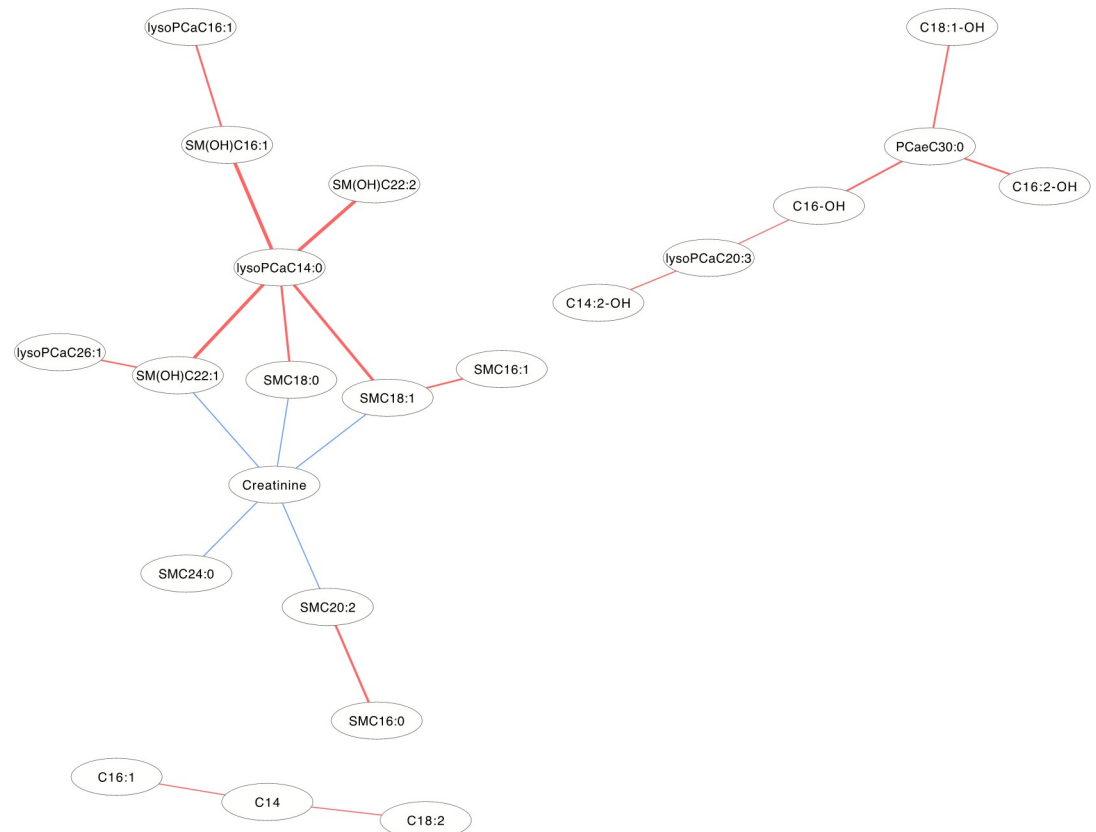 lysoPCaC16:1
C18:1-OH
SM(OH)C16:1
PCaeC30:0
SM(OH)C22:2
C16:2-OH
C16-OH
lysoPCaC14:0
lysoPCaC20:3
C14:2-OH
lysoPCaC26:1
SM(OH)C22:1
SMC18:0
SMC16:1
SMC18:1
Creatinine
SMC24:0
SMC20:2
SMC16:0
C16:1
C14
C18:2